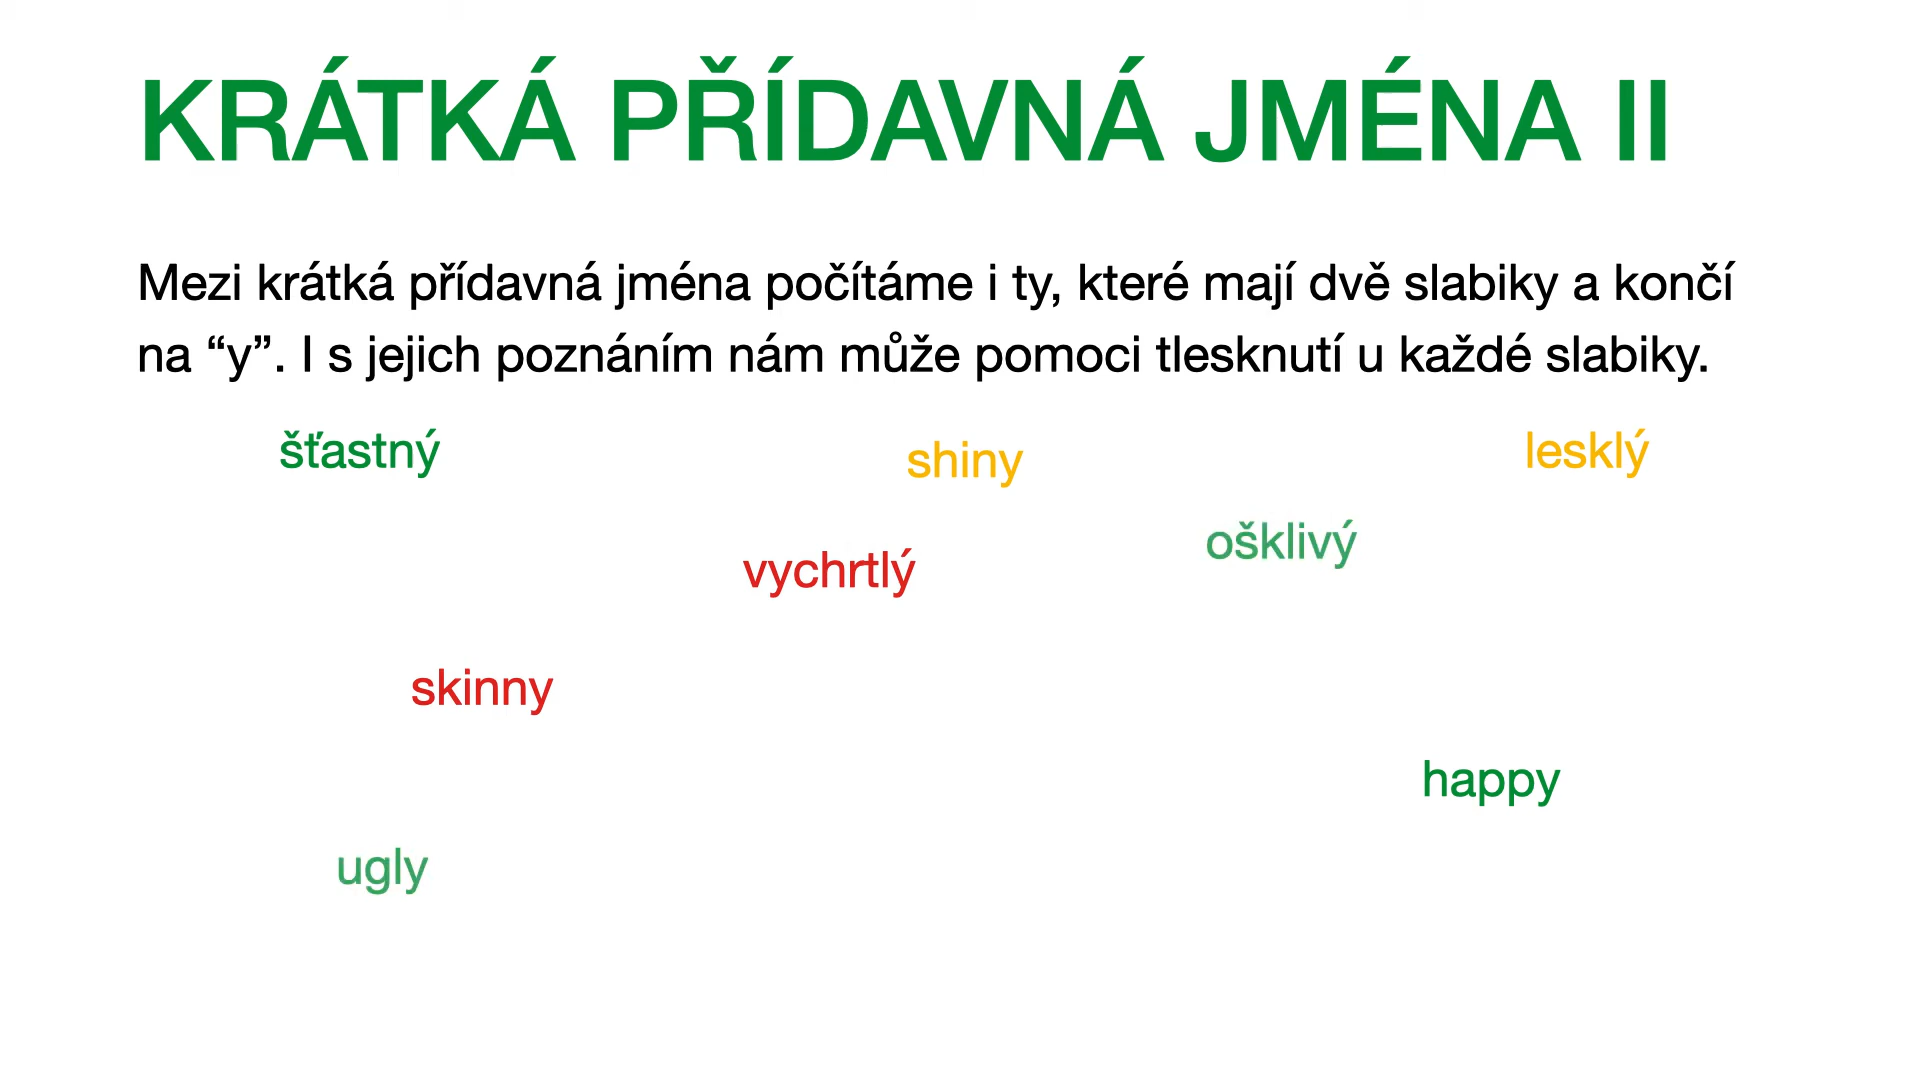 KRÁTKÁ PŘÍDAVNÁ JMÉNA II
Mezi krátká přídavná jména počítáme i ty, které mají dvě slabiky a končí
na “y”. I s jejich poznáním nám může pomoci tlesknutí u každé slabiky.
šťastný
shiny
lesklý
ošklivý
vychrtlý
skinny
happy
ugly